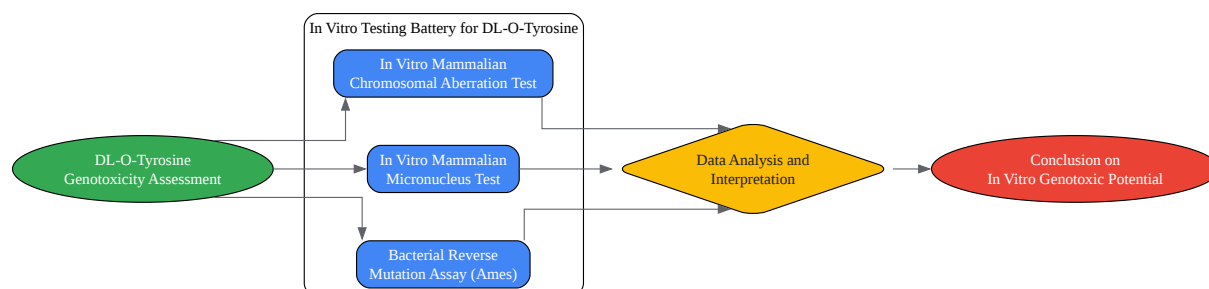 In Vitro Testing Battery for DL-O-Tyrosine
In Vitro Mammalian
Chromosomal Aberration Test
DL-O-Tyrosine
Genotoxicity Assessment
In Vitro Mammalian
Micronucleus Test
Data Analysis and
Interpretation
Conclusion on
In Vitro Genotoxic Potential
Bacterial Reverse
Mutation Assay (Ames)